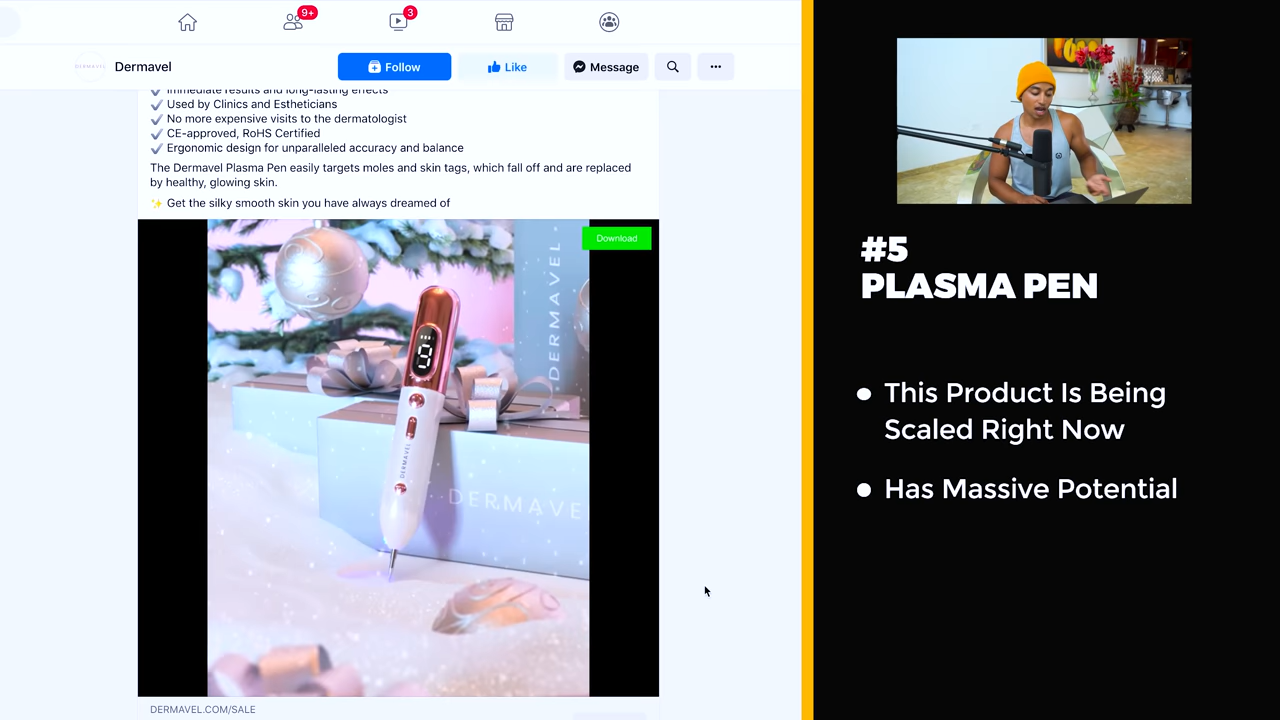 9+
3
DERMAVEL
Dermavel
Follow
Like
Message
Immediate results and long-lasting effects
Used by Clinics and Estheticians
No more expensive visits to the dermatologist
CE-approved, RoHS Certified
Ergonomic design for unparalleled accuracy and balance
The Dermavel Plasma Pen easily targets moles and skin tags, which fall off and are replaced
by healthy, glowing skin.
✨ Get the silky smooth skin you have always dreamed of
Download
DERMAVEL
9
DERMAVEL
DERMAVE
DERMAVEL.COM/SALE
#5
PLASMA PEN
• This Product Is Being
Scaled Right Now
• Has Massive Potential